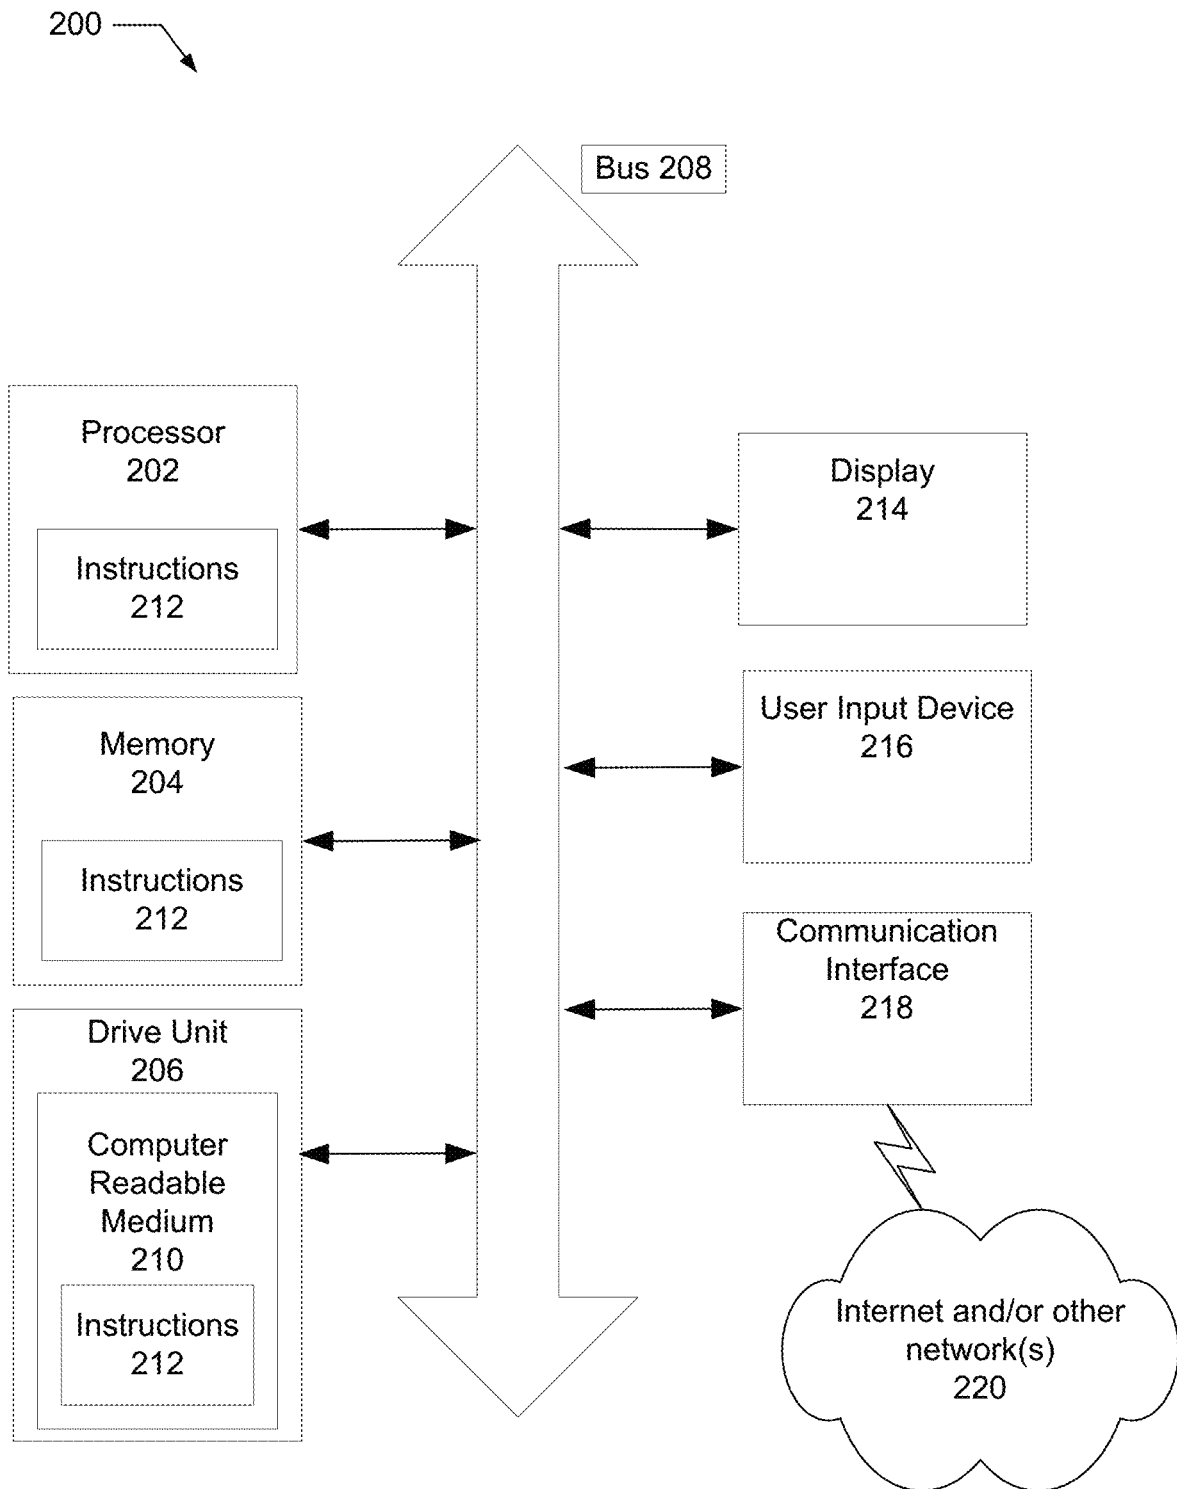 200
Bus 208
Processor
202
Instructions
212
Memory
204
Instructions
212
Drive Unit
206
Computer
Readable
Medium
210
Instructions
212
Display
214
User Input Device
216
Communication
Interface
218
Internet and/or other
network(s)
220